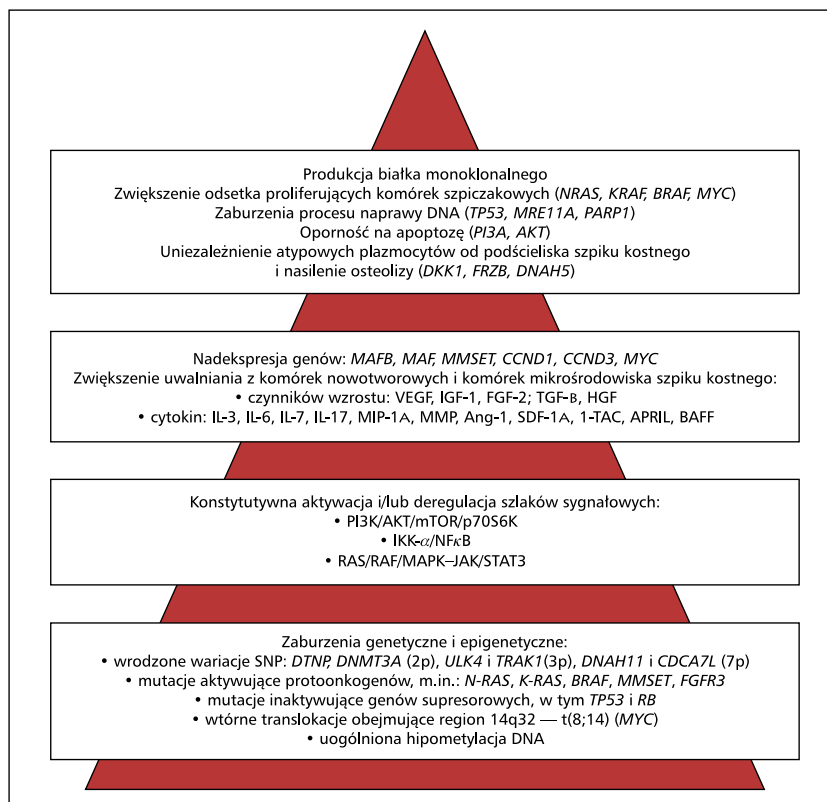 Produkcja białka monoklonalnego
Zwiększenie odsetka proliferujących komórek szpiczakowych (NRAS, KRAF, BRAF, MYC)
Zaburzenia procesu naprawy DNA (TP53, MRE11A, PARP1)
Oporność na apoptozę (PI3A, AKT)
Uniezależnienie atypowych plazmocytów od podścieliska szpiku kostnego
i nasilenie osteolizy (DKK1, FRZB, DNAH5)
Nadekspresja genów: MAFB, MAF, MMSET, CCND1, CCND3, MYC
Zwiększenie uwalniania z komórek nowotworowych i komórek mikrośrodowiska szpiku kostnego:
• czynników wzrostu: VEGF, IGF-1, FGF-2; TGF-B, HGF
• cytokin: IL-3, IL-6, IL-7, IL-17, MIP-1A, MMP, Ang-1, SDF-1A, 1-TAC, APRIL, BAFF
Konstytutywna aktywacja i/lub deregulacja szlaków sygnałowych:
• PI3K/AKT/mTOR/p70S6K
• IKK-α/NFκB
• RAS/RAF/MAPK–JAK/STAT3
Zaburzenia genetyczne i epigenetyczne:
• wrodzone wariacje SNP: DTNP, DNMT3A (2p), ULK4 i TRAK1(3p), DNAH11 i CDCA7L (7p)
• mutacje aktywujące protoonkogenów, m.in.: N-RAS, K-RAS, BRAF, MMSET, FGFR3
• mutacje inaktywujące genów supresorowych, w tym TP53 i RB
• wtórne translokacje obejmujące region 14q32 — t(8;14) (MYC)
• uogólniona hipometylacja DNA